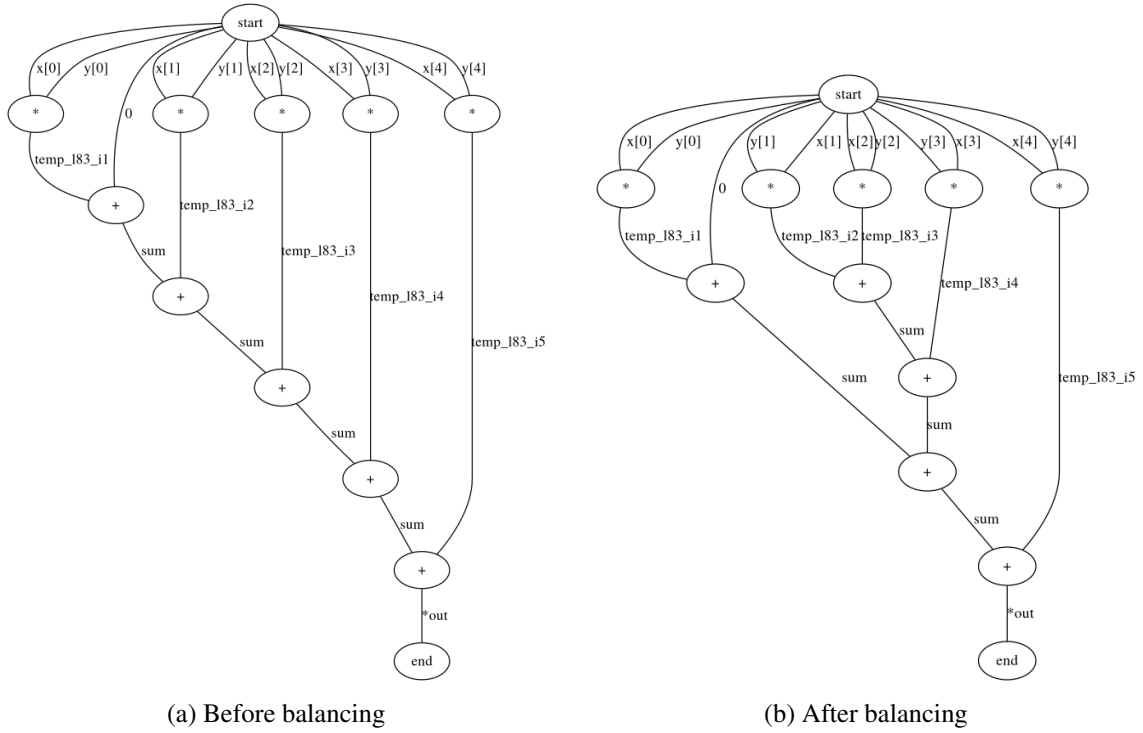 start
x[0] y[0] 0 x[1] y[1] x[2] y[2] x[3] y[3] x[4] y[4]
* * * * *
temp_l83_i1
+
temp_l83_i2
sum
temp_l83_i3
+
temp_l83_i4
sum
temp_l83_i5
+
sum
+
sum
+
*out
end
(a) Before balancing
start
x[0] y[0] y[1] x[1] x[2] y[2] y[3] x[3] x[4] y[4]
* 0 * * * *
temp_l83_i1 temp_l83_i2 temp_l83_i3
+ + temp_l83_i4
sum
sum + temp_l83_i5
sum
+
sum
+
*out
end
(b) After balancing